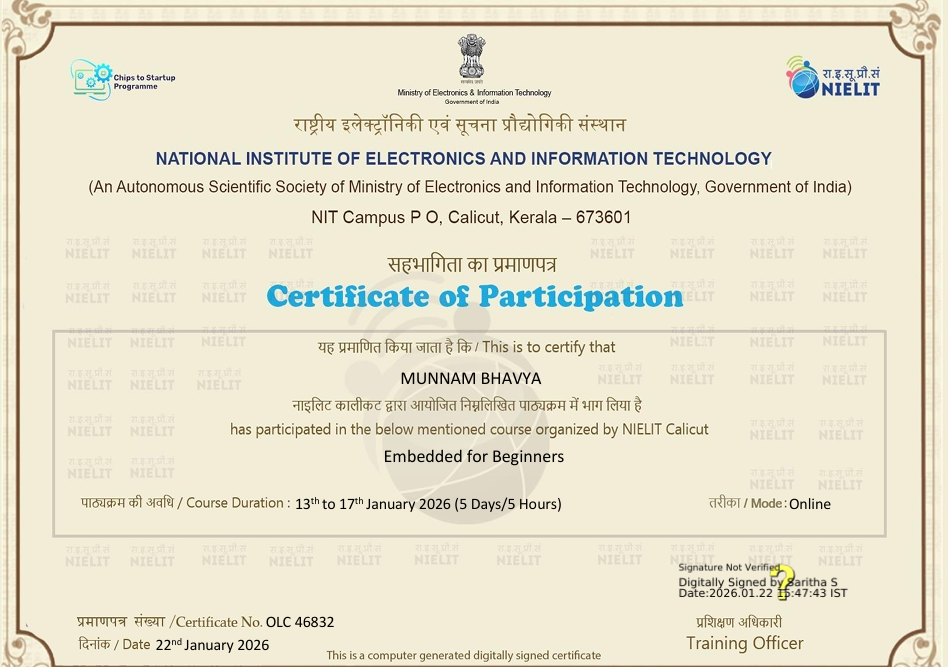 Chips to Startup
Programme
सत्यमेव जयते
Ministry of Electronics & Information Technology
Government of India
रा.इ.सू.प्रौ.सं
NIELIT
राष्ट्रीय इलेक्ट्रॉनिकी एवं सूचना प्रौद्योगिकी संस्थान
NATIONAL INSTITUTE OF ELECTRONICS AND INFORMATION TECHNOLOGY
(An Autonomous Scientific Society of Ministry of Electronics and Information Technology, Government of India)
NIT Campus P O, Calicut, Kerala – 673601
सहभागिता का प्रमाणपत्र
Certificate of Participation
यह प्रमाणित किया जाता है कि / This is to certify that
MUNNAM BHAVYA
नाइलिट कालीकट द्वारा आयोजित निम्नलिखित पाठ्यक्रम में भाग लिया है
has participated in the below mentioned course organized by NIELIT Calicut
Embedded for Beginners
पाठ्यक्रम की अवधि / Course Duration : 13th to 17th January 2026 (5 Days/5 Hours) तरीका / Mode: Online
Signature Not Verified
Digitally Signed by Saritha S
Date:2026.01.22 15:47:43 IST
प्रमाणपत्र संख्या /Certificate No. OLC 46832
प्रशिक्षण अधिकारी
दिनांक / Date 22nd January 2026
Training Officer
This is a computer generated digitally signed certificate